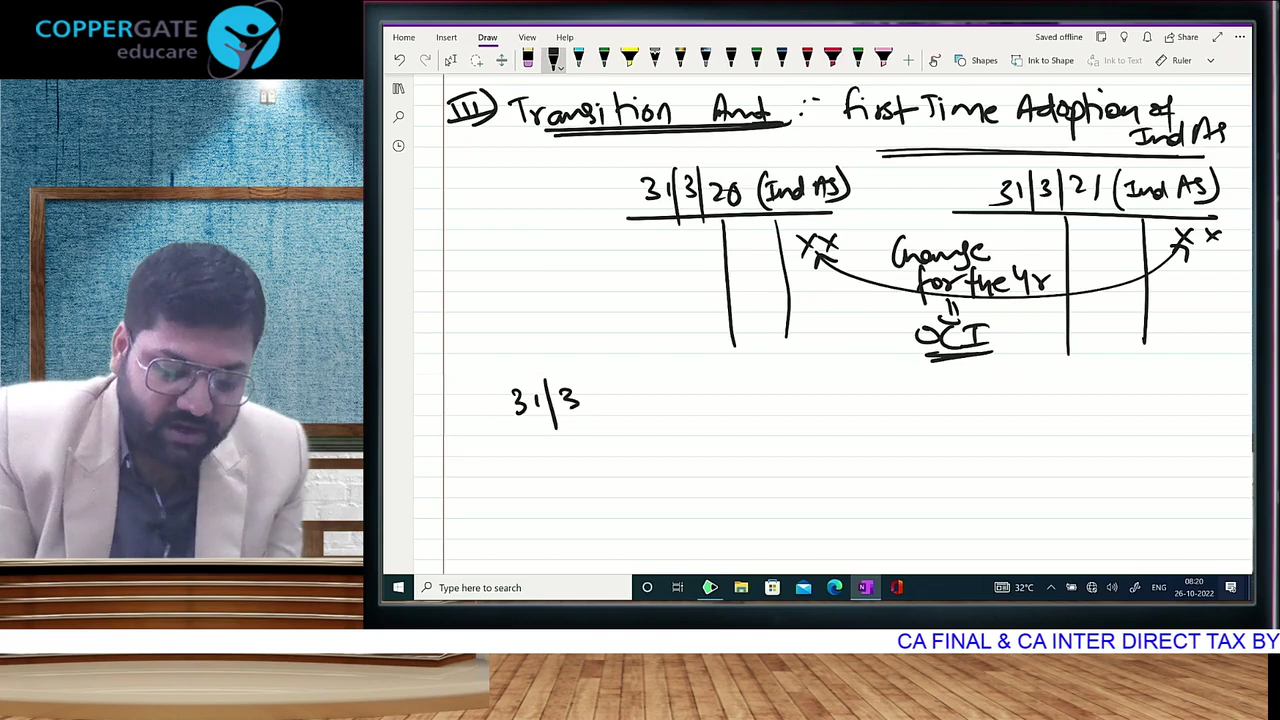 COPPERGATE
educare
Home Insert Draw View Help
Saved offline
Share
Shapes
Ink to Shape
Ink to Text
Ruler
III) Transition Amt :- First Time Adoption of
Ind AS
31/3/20 (Ind AS)
31/3/21 (Ind AS)
XX
Change
for the Yr
X X
=
OCI
31/3
Type here to search
32°C
ENG
08:20
26-10-2022
CA FINAL & CA INTER DIRECT TAX BY